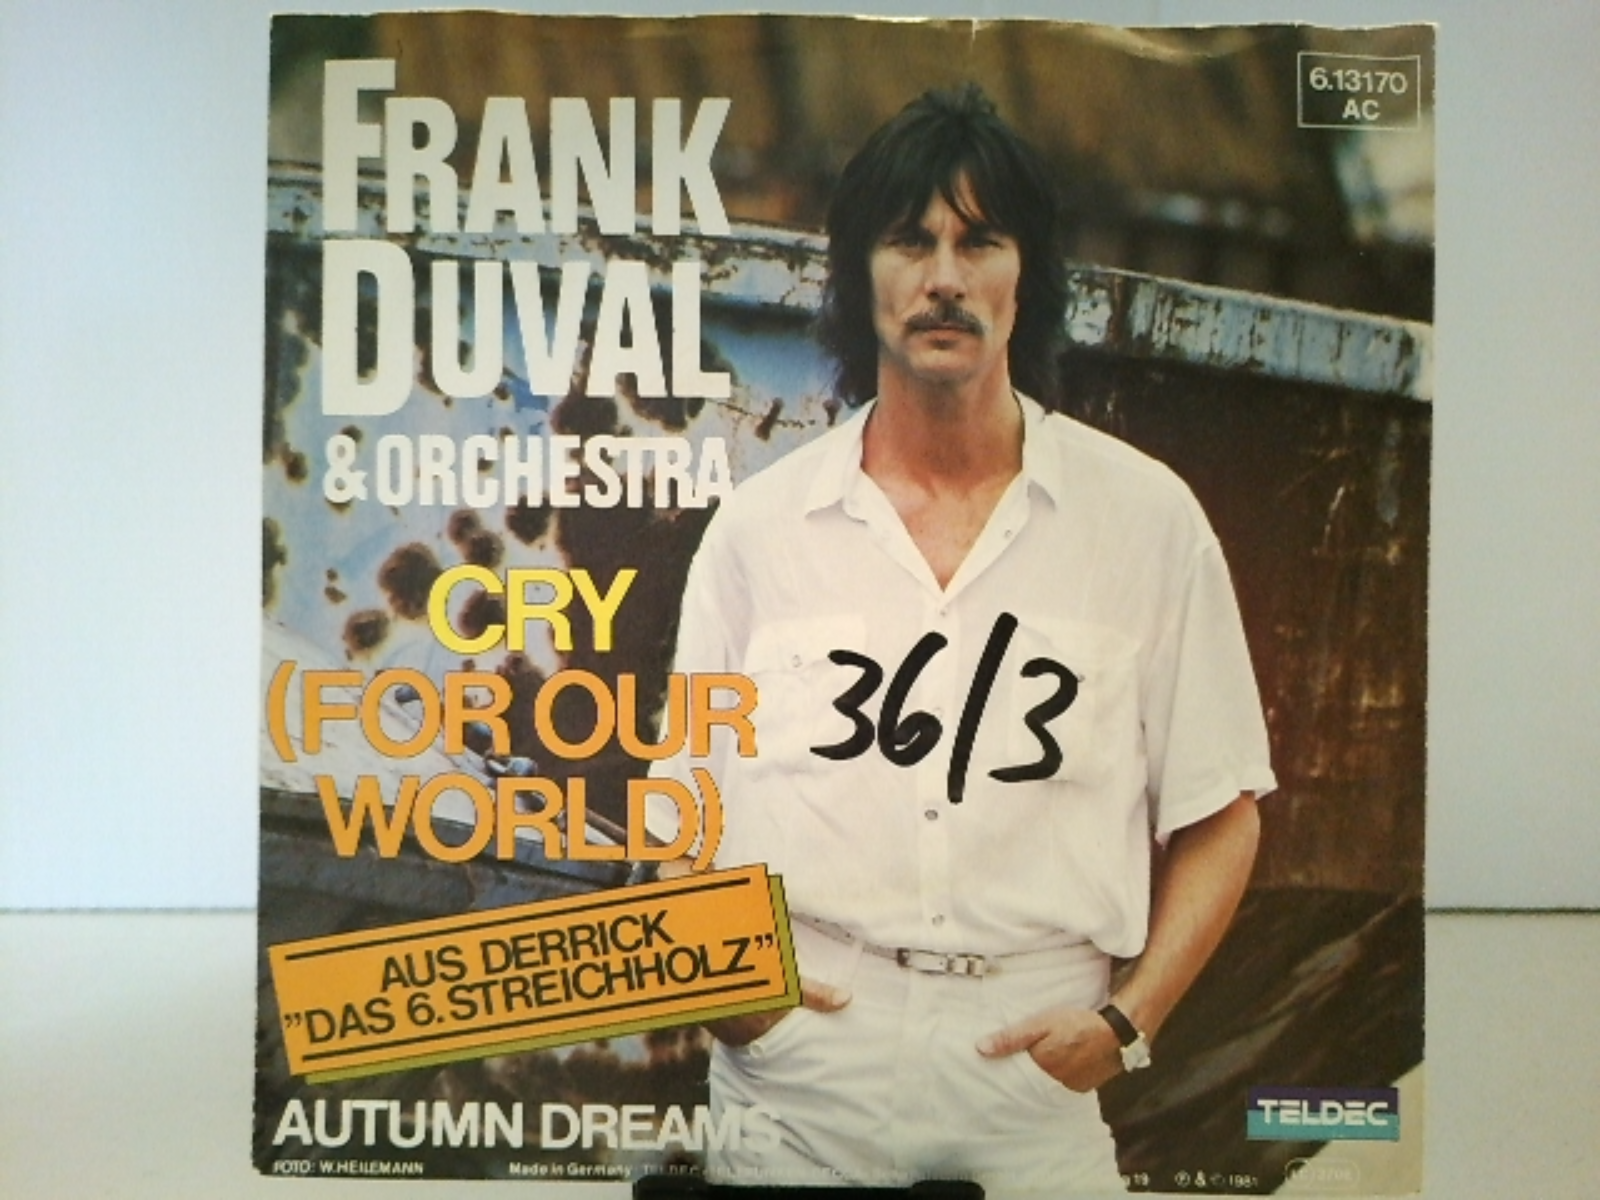 FRANK
DUVAL
& ORCHESTRA
6.13170
AC
CRY
(FOR OUR
WORLD)
36/3
AUS DERRICK
"DAS 6. STREICHHOLZ"
AUTUMN DREAMS
TELDEC
FOTO: W. HEILEMANN
Made in Germany
19 Ⓟ & © 1981